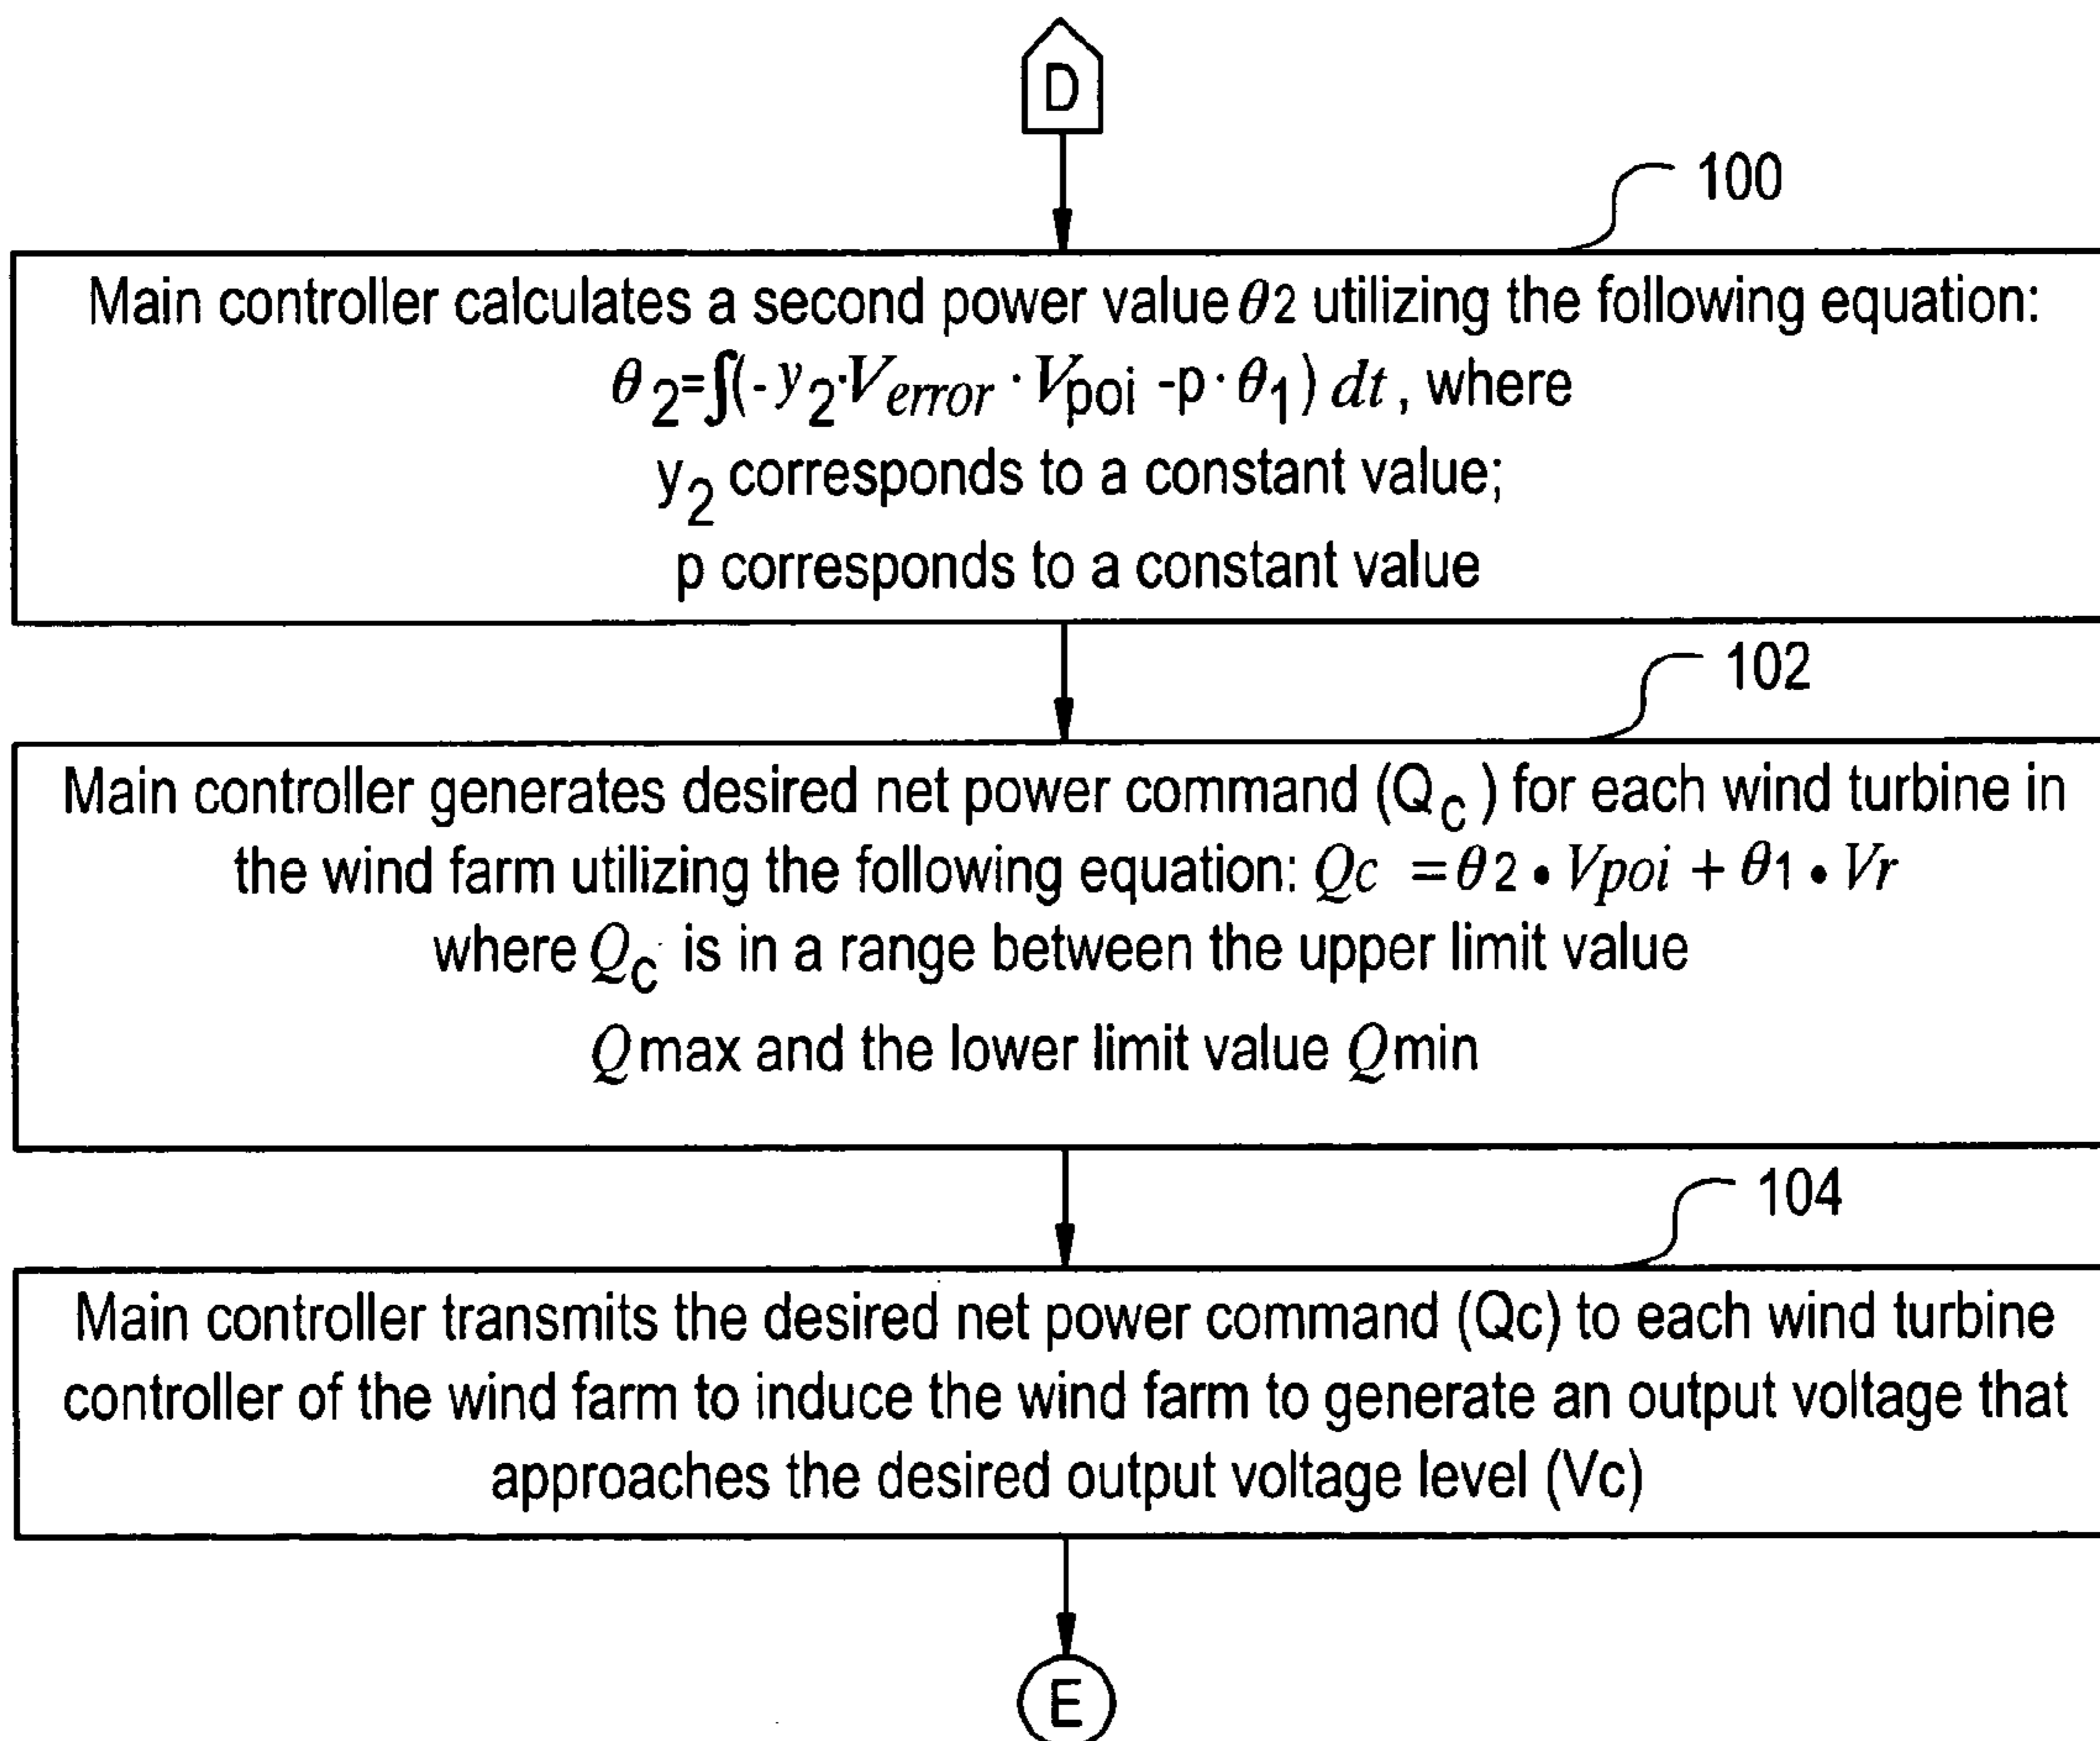 D
100
Main controller calculates a second power value θ2 utilizing the following equation:
θ2=∫(-y2·Verror · Vpoi -p·θ1) dt, where
y2 corresponds to a constant value;
p corresponds to a constant value
102
Main controller generates desired net power command (QC) for each wind turbine in
the wind farm utilizing the following equation: Qc =θ2 • Vpoi + θ1 • Vr
where QC is in a range between the upper limit value
Qmax and the lower limit value Qmin
104
Main controller transmits the desired net power command (Qc) to each wind turbine
controller of the wind farm to induce the wind farm to generate an output voltage that
approaches the desired output voltage level (Vc)
E